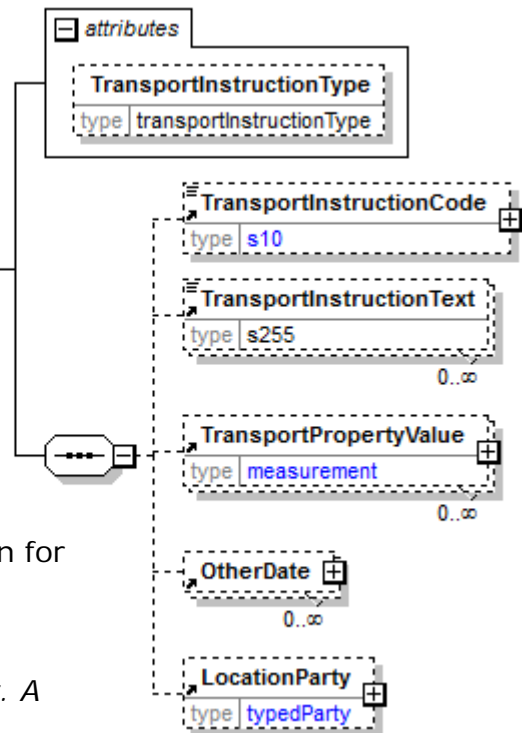 attributes
TransportInstructionType
type transportInstructionType
TransportInstructionCode
type s10
TransportInstructionText
type s255
0..∞
TransportPropertyValue
type measurement
0..∞
n for
OtherDate
0..∞
. A
LocationParty
type typedParty